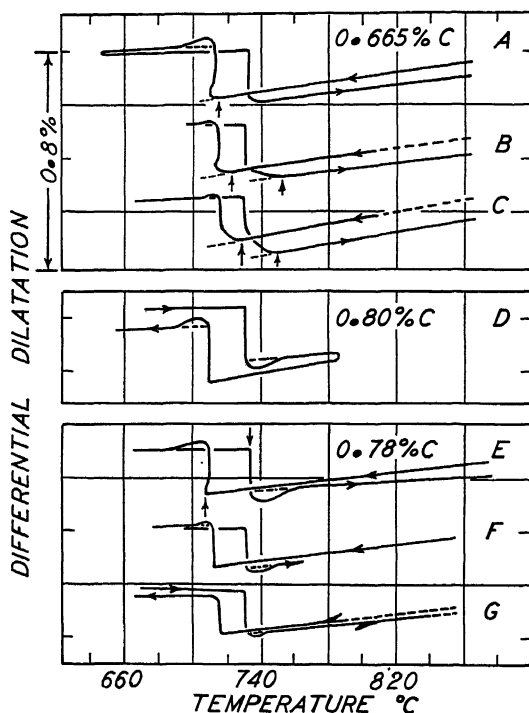 0.665% C
A
B
C
0.8%
DIFFERENTIAL DILATATION
0.80% C
D
0.78% C
E
F
G
660
740
820
TEMPERATURE °C